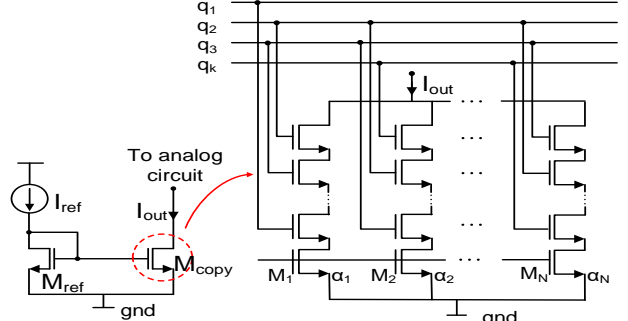 q1
q2
q3
qk
Iout
To analog
circuit
Iref
Iout
Mref
Mcopy
gnd
M1 α1 M2 α2 MN αN
gnd